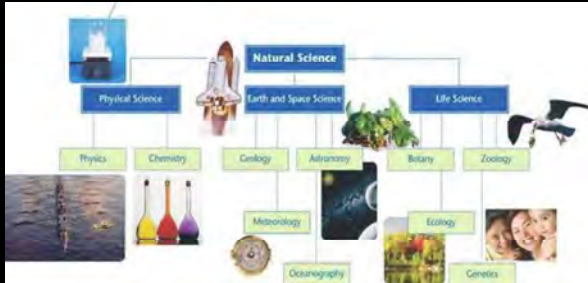 Natural Science
Physical Science
Earth and Space Science
Life Science
Physics
Chemistry
Geology
Astronomy
Botany
Zoology
Meteorology
Ecology
Oceanography
Genetics